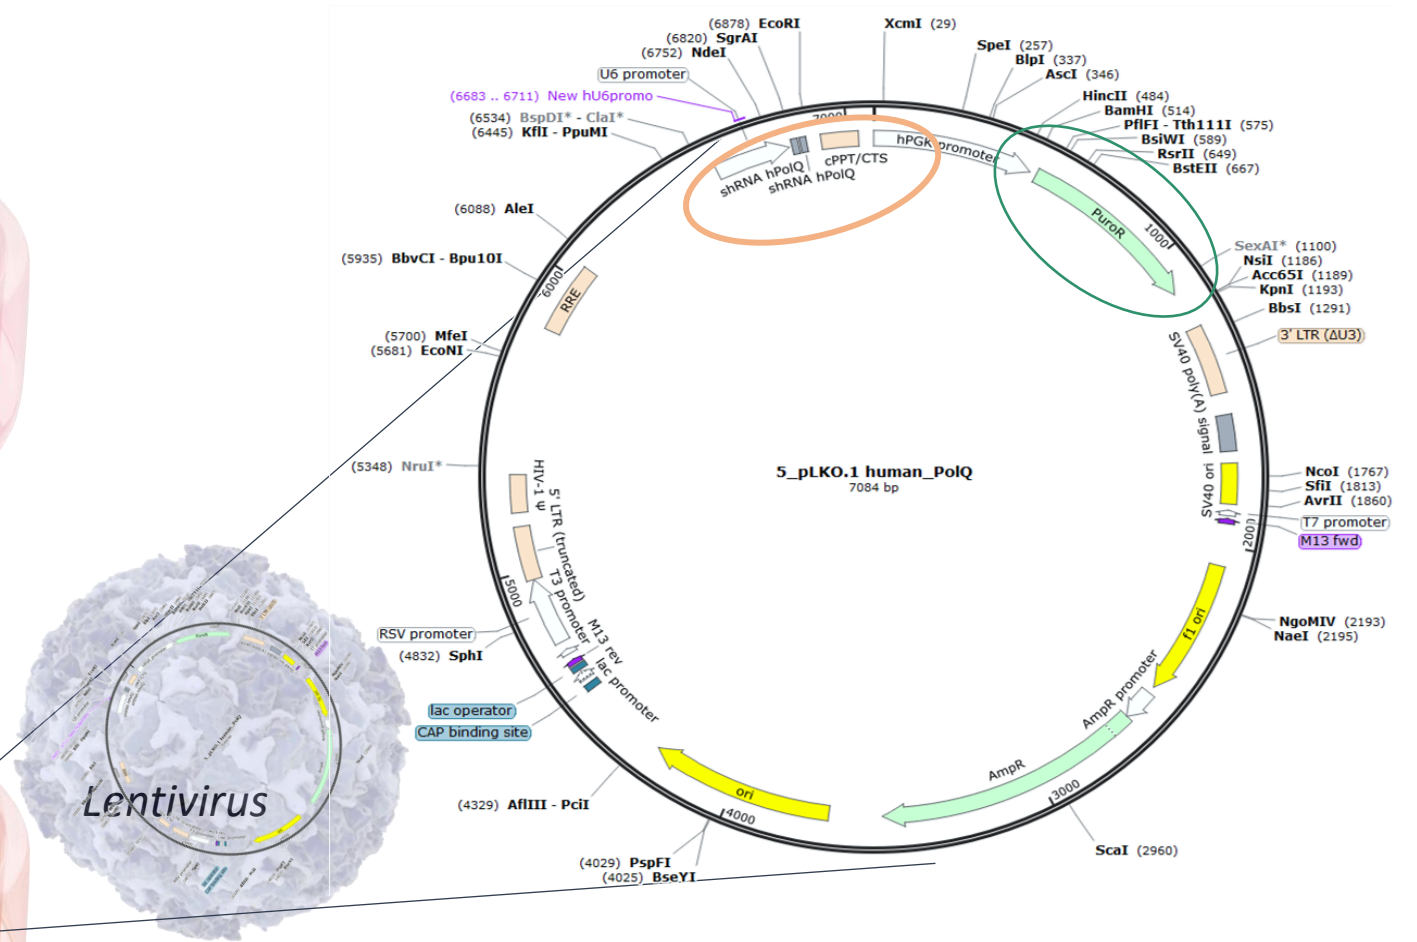 (6878) EcoRI
(6820) SgrAI
(6752) NdeI
U6 promoter
(6683 .. 6711) New hU6promo
(6534) BspDI* - ClaI*
(6445) KflI - PpuMI
(6088) AleI
(5935) BbvCI - Bpu10I
(5700) MfeI
(5681) EcoNI
(5348) NruI*
RSV promoter
(4832) SphI
lac operator
CAP binding site
(4329) AflIII - PciI
(4029) PspFI
(4025) BseYI
XcmI (29)
SpeI (257)
BlpI (337)
AscI (346)
HincII (484)
BamHI (514)
PflFI - Tth111I (575)
BsiWI (589)
RsrII (649)
BstEII (667)
SexAI* (1100)
NsiI (1186)
Acc65I (1189)
KpnI (1193)
BbsI (1291)
3' LTR (ΔU3)
NcoI (1767)
SfiI (1813)
AvrII (1860)
T7 promoter
M13 fwd
NgoMIV (2193)
NaeI (2195)
ScaI (2960)
7000
shRNA hPolQ
shRNA hPolQ
cPPT/CTS
hPGK promoter
PuroR
1000
SV40 poly(A) signal
SV40 ori
2000
f1 ori
AmpR promoter
AmpR
3000
4000
ori
lac promoter
M13 rev
T3 promoter
5000
5' LTR (truncated)
HIV-1 Ψ
RRE
6000
5_pLKO.1 human_PolQ
7084 bp
Lentivirus